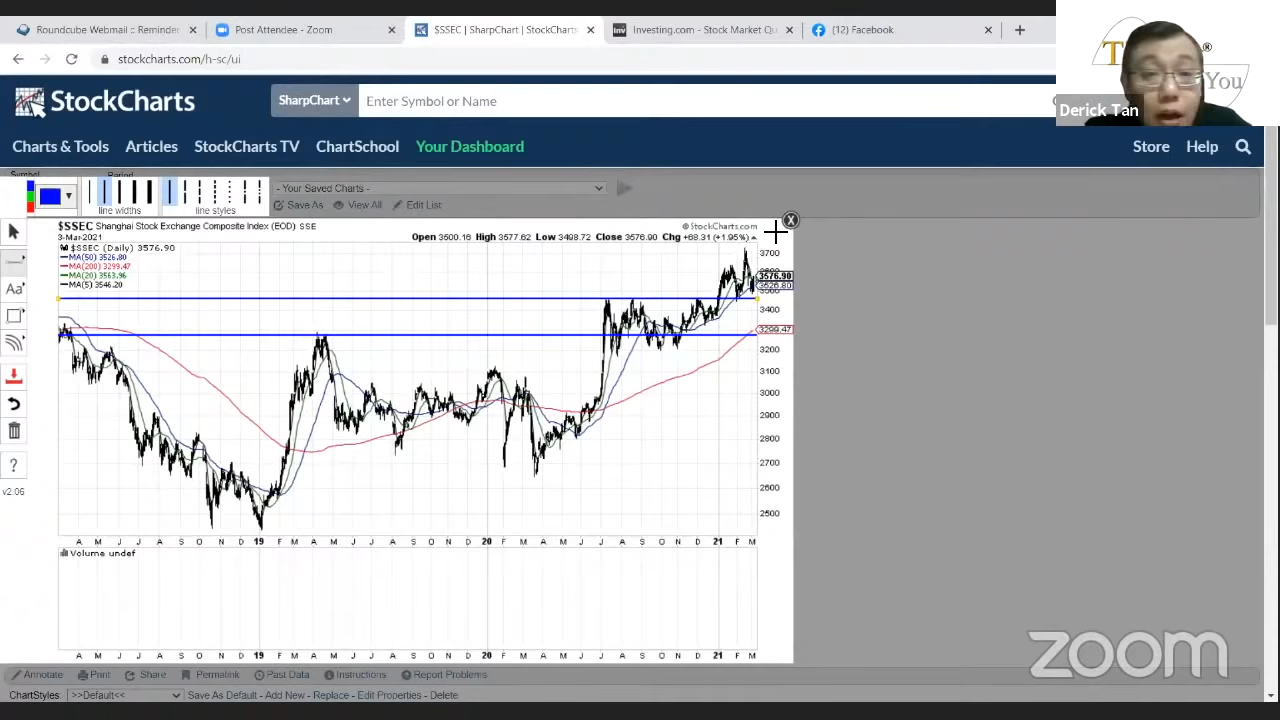 Roundcube Webmail :: Reminder
Post Attendee - Zoom
$SSEC | SharpChart | StockCharts
Investing.com - Stock Market Qu
(12) Facebook
stockcharts.com/h-sc/ui
You
Derick Tan
StockCharts
SharpChart
Enter Symbol or Name
Charts & Tools
Articles
StockCharts TV
ChartSchool
Your Dashboard
Store
Help
Symbol
Period
- Your Saved Charts -
line widths
line styles
Save As
View All
Edit List
$SSEC Shanghai Stock Exchange Composite Index (EOD) SSE
© StockCharts.com
3-Mar-2021
Open 3500.16 High 3577.62 Low 3498.72 Close 3576.90 Chg +68.31 (+1.95%)
$SSEC (Daily) 3576.90
MA(50) 3526.80
MA(200) 3299.47
MA(20) 3563.96
MA(5) 3546.20
3700
3600
3576.90
3526.80
3500
3400
3299.47
3200
3100
3000
2900
2800
2700
2600
2500
A M J J A S O N D 19 F M A M J J A S O N D 20 F M A M J J A S O N D 21 F M
Volume undef
A M J J A S O N D 19 F M A M J J A S O N D 20 F M A M J J A S O N D 21 F M
Aa
?
v2.06
Annotate
Print
Share
Permalink
Past Data
Instructions
Report Problems
ChartStyles:
>>Default<<
Save As Default - Add New - Replace - Edit Properties - Delete
zoom